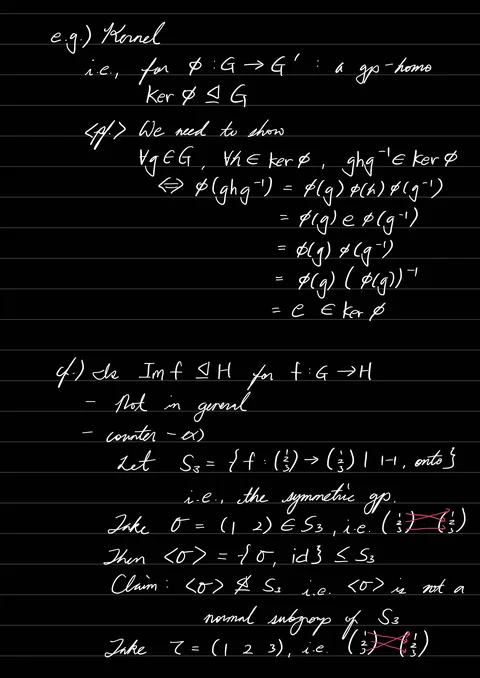 e.g.) Kernel
i.e., for φ : G → G' : a gp-homo
ker φ ⊴ G
<pf.> We need to show
∀g∈G, ∀h∈ker φ, ghg⁻¹∈ker φ
⇔ φ(ghg⁻¹) = φ(g) φ(h) φ(g⁻¹)
= φ(g) e φ(g⁻¹)
= φ(g) φ(g⁻¹)
= φ(g) (φ(g))⁻¹
= e ∈ ker φ
cf.) Is Im f ⊴ H for f : G → H
- Not in general
- counter-ex)
Let S₃ = {f : (1 2 3) → (1 2 3) | 1-1, onto}
i.e., the symmetric gp.
Take σ = (1 2) ∈ S₃, i.e. (1 2 3) (1 2 3)
Then <σ> = {σ, id} ≤ S₃
Claim : <σ> ⋬ S₃ i.e. <σ> is not a
normal subgroup of S₃
Take τ = (1 2 3), i.e. (1 2 3) (1 2 3)